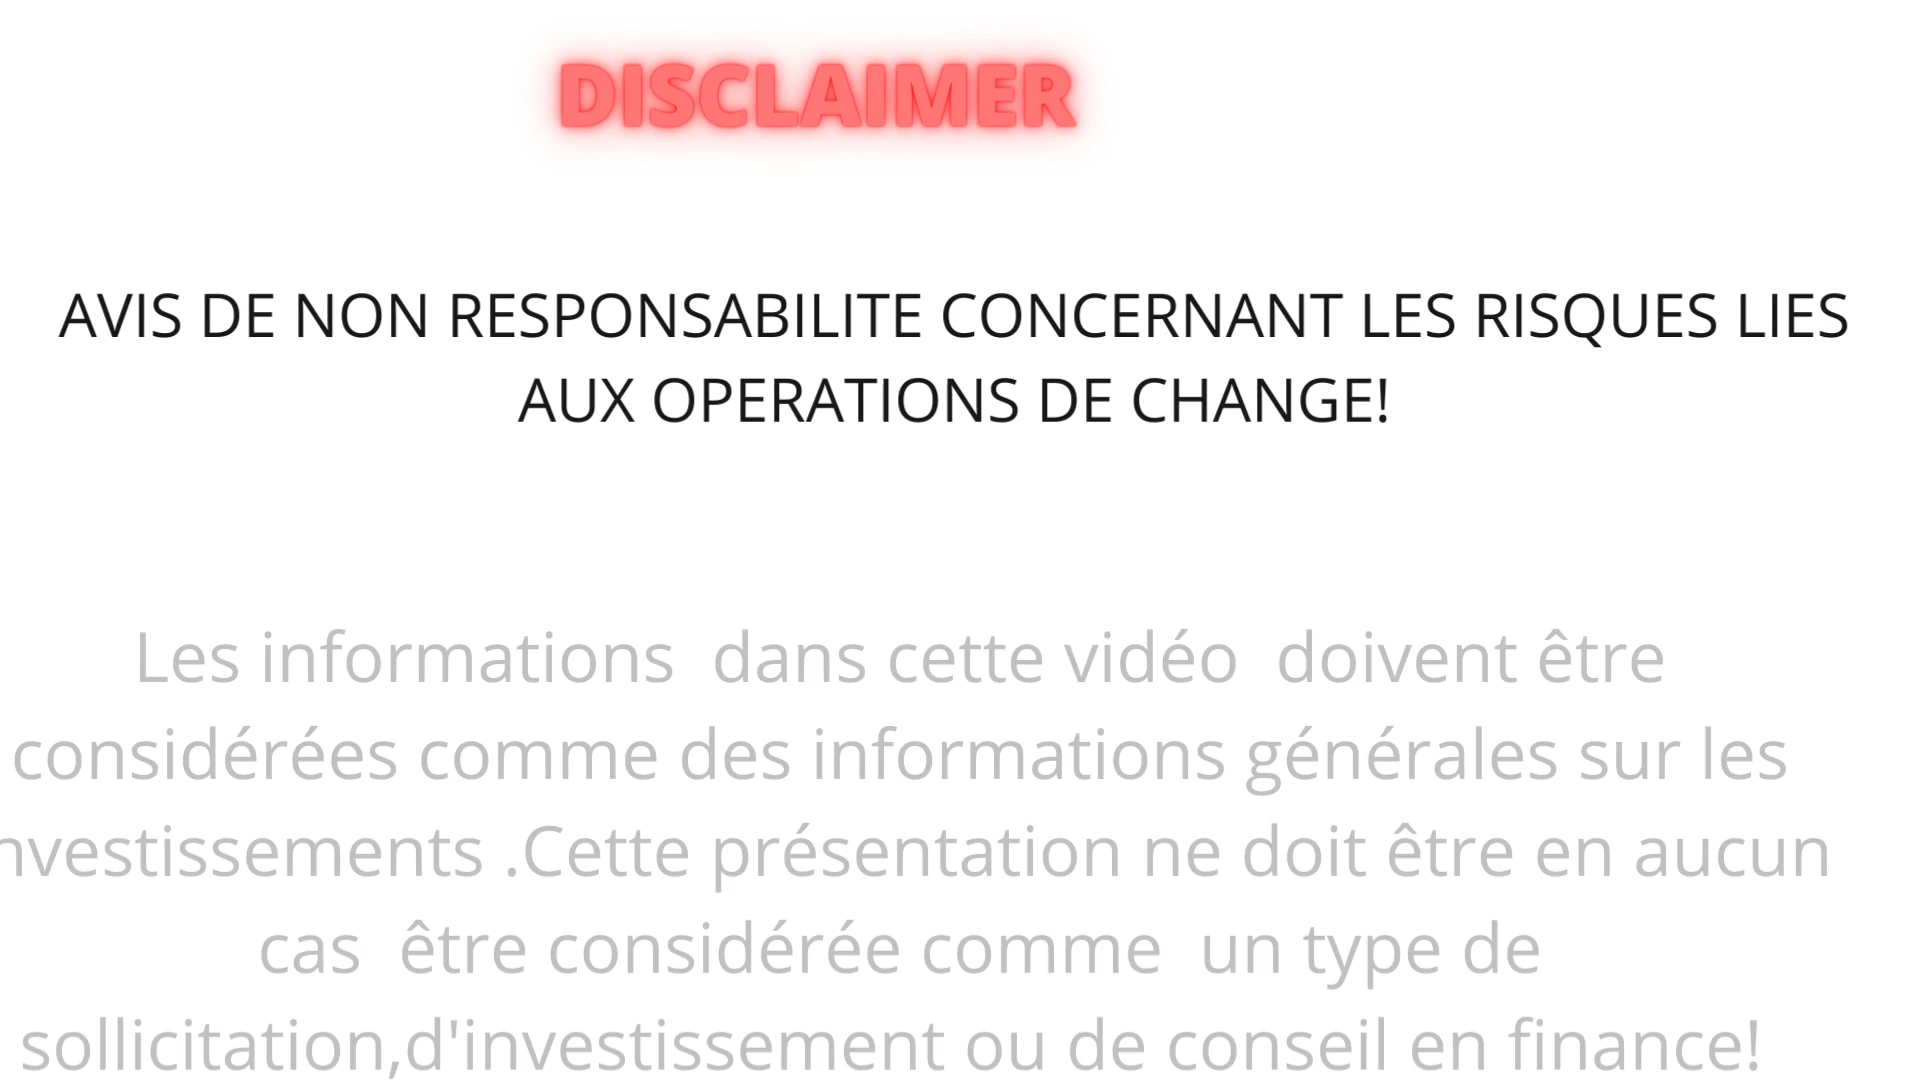 DISCLAIMER
AVIS DE NON RESPONSABILITE CONCERNANT LES RISQUES LIES
AUX OPERATIONS DE CHANGE!
Les informations dans cette vidéo doivent être
considérées comme des informations générales sur les
nvestissements .Cette présentation ne doit être en aucun
cas être considérée comme un type de
sollicitation,d'investissement ou de conseil en finance!